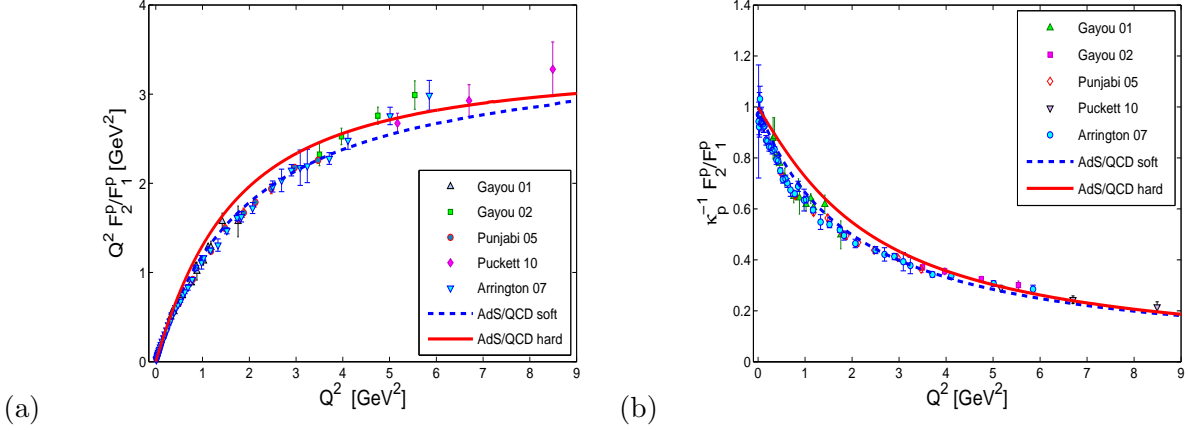 4
3
2
1
0
0 1 2 3 4 5 6 7 8 9
Q² F₂ᵖ/F₁ᵖ [GeV²]
Q² [GeV²]
Gayou 01
Gayou 02
Punjabi 05
Puckett 10
Arrington 07
AdS/QCD soft
AdS/QCD hard
(a)
1.4
1.2
1
0.8
0.6
0.4
0.2
0
0 1 2 3 4 5 6 7 8 9
κₚ⁻¹ F₂ᵖ/F₁ᵖ
Q² [GeV²]
Gayou 01
Gayou 02
Punjabi 05
Puckett 10
Arrington 07
AdS/QCD soft
AdS/QCD hard
(b)